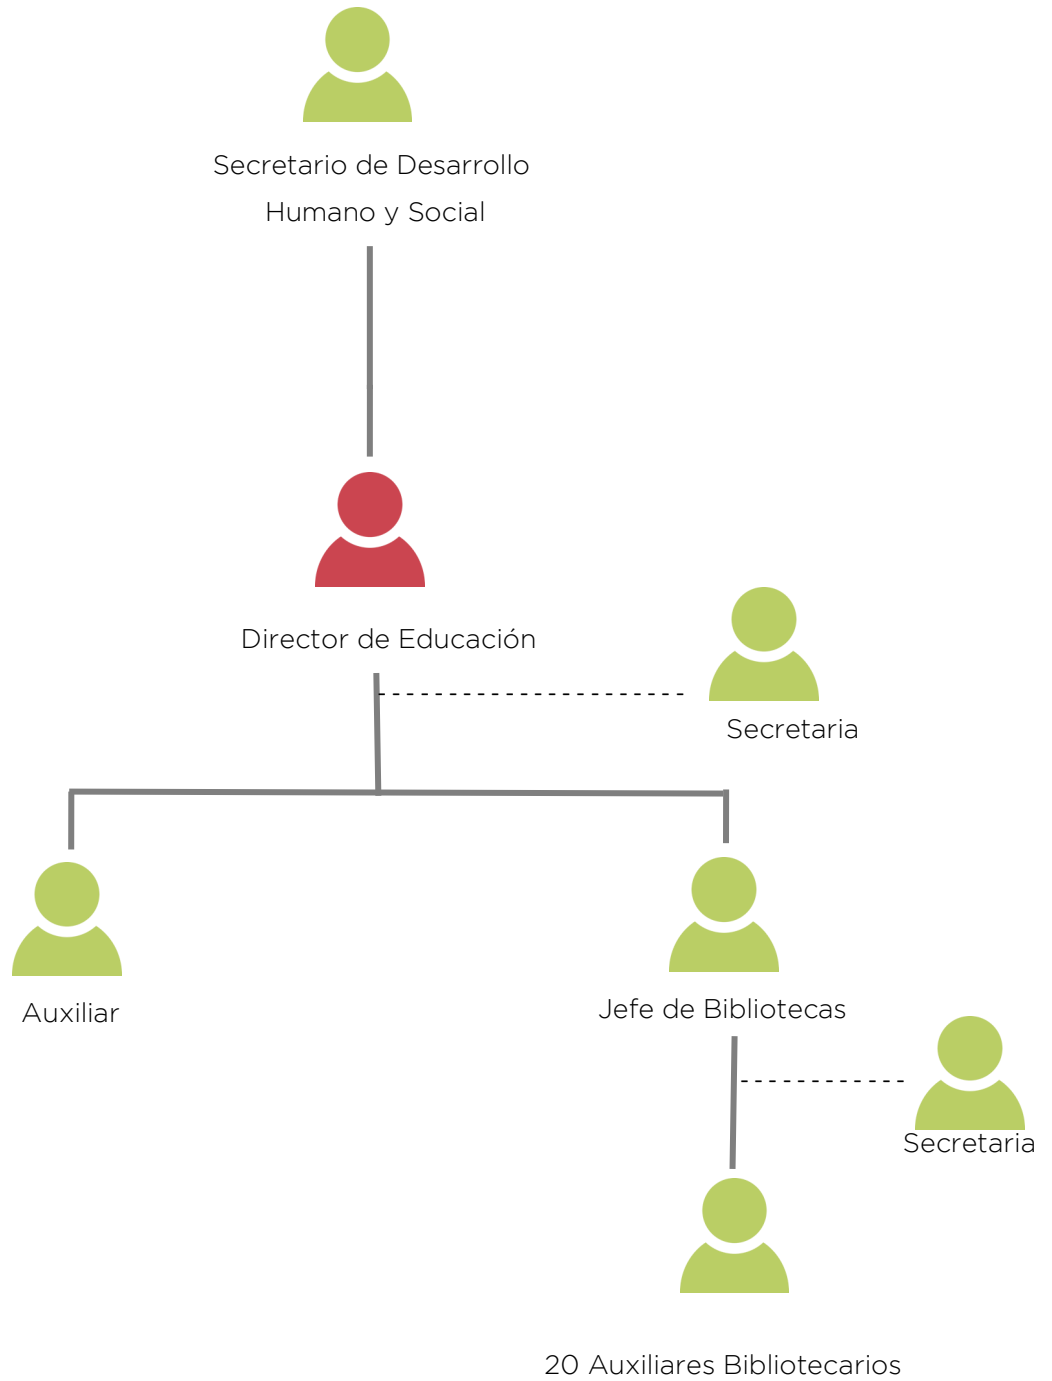 Secretario de Desarrollo
Humano y Social
Director de Educación
Secretaria
Auxiliar
Jefe de Bibliotecas
Secretaria
20 Auxiliares Bibliotecarios